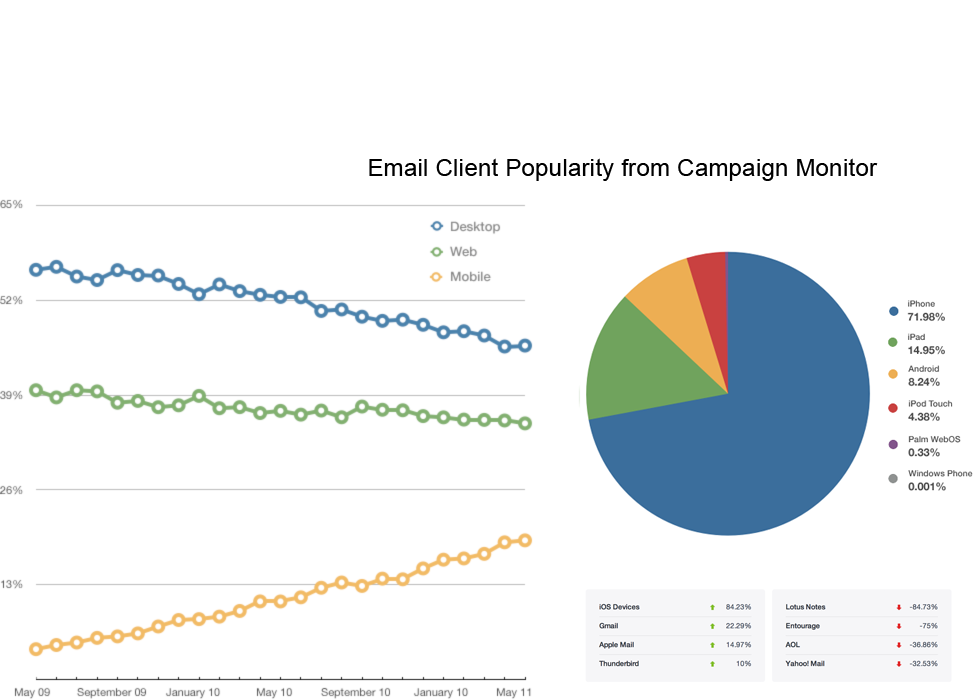 Email Client Popularity from Campaign Monitor
65%
52%
39%
26%
13%
Desktop
Web
Mobile
May 09 September 09 January 10 May 10 September 10 January 10 May 11
iPhone
71.98%
iPad
14.95%
Android
8.24%
iPod Touch
4.38%
Palm WebOS
0.33%
Windows Phone
0.001%
iOS Devices 84.23%
Gmail 22.29%
Apple Mail 14.97%
Thunderbird 10%
Lotus Notes -84.73%
Entourage -75%
AOL -36.86%
Yahoo! Mail -32.53%